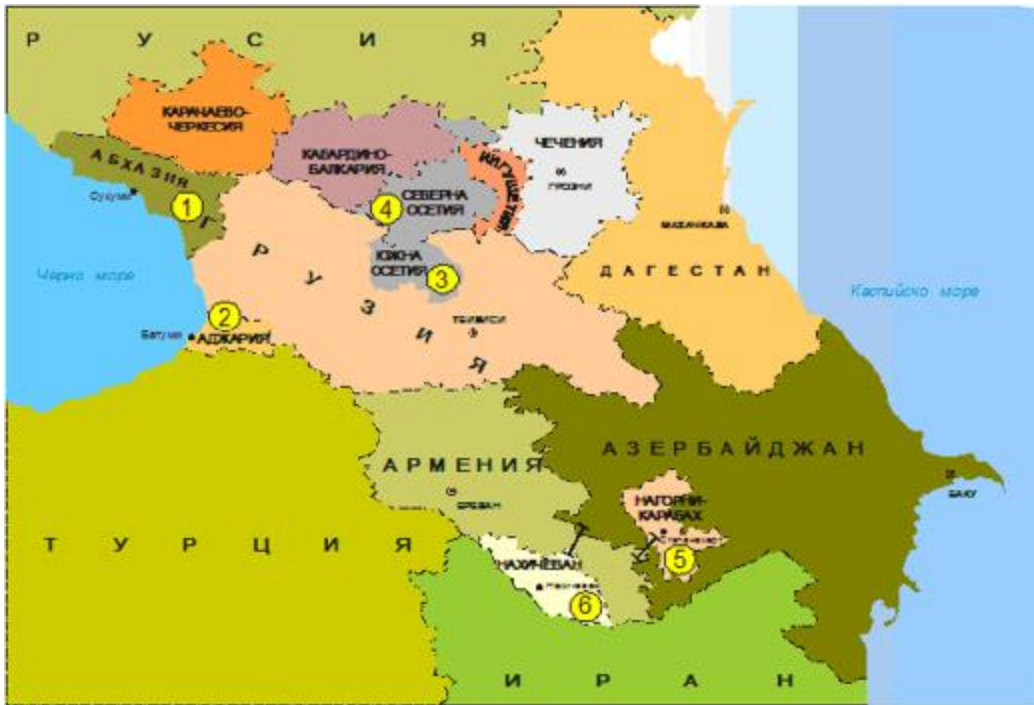 РУСИЯ
КАРАЧАЕВО-
ЧЕРКЕСИЯ
АБХАЗИЯ
КАБАРДИНО-
БАЛКАРИЯ
ИНГУШЕТИЯ
ЧЕЧЕНИЯ
ГРОЗНИ
Сухуми
1
4
СЕВЕРНА
ОСЕТИЯ
МАХАЧКАЛА
ДАГЕСТАН
Черно море
ЮЖНА
ОСЕТИЯ
3
Каспийско море
ГРУЗИЯ
2
ТБИЛИСИ
Батуми
АДЖАРИЯ
АРМЕНИЯ
ЕРЕВАН
АЗЕРБАЙДЖАН
БАКУ
НАГОРНИ-
КАРАБАХ
Степанакерт
5
ТУРЦИЯ
НАХИЧЕВАН
Нахичеван
6
ИРАН